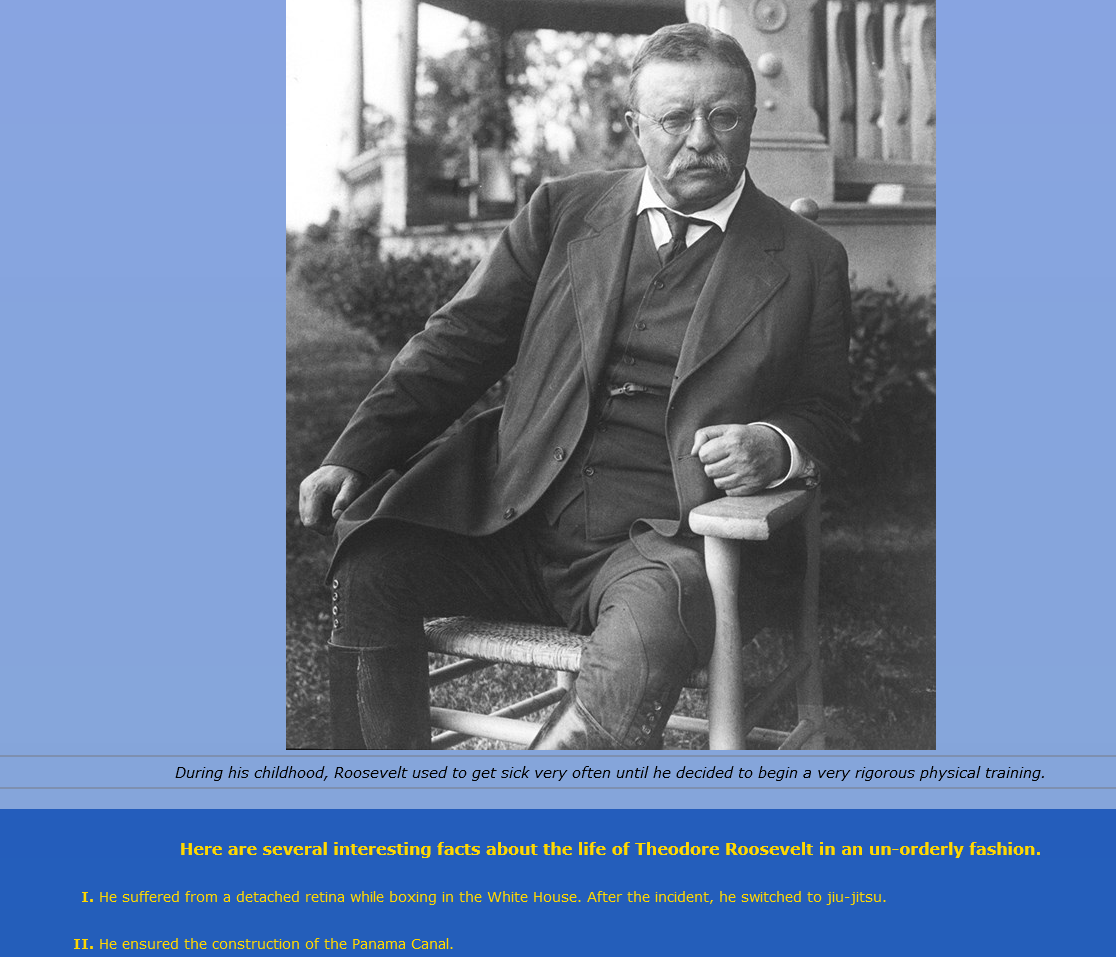 During his childhood, Roosevelt used to get sick very often until he decided to begin a very rigorous physical training.
Here are several interesting facts about the life of Theodore Roosevelt in an un-orderly fashion.
I. He suffered from a detached retina while boxing in the White House. After the incident, he switched to jiu-jitsu.
II. He ensured the construction of the Panama Canal.